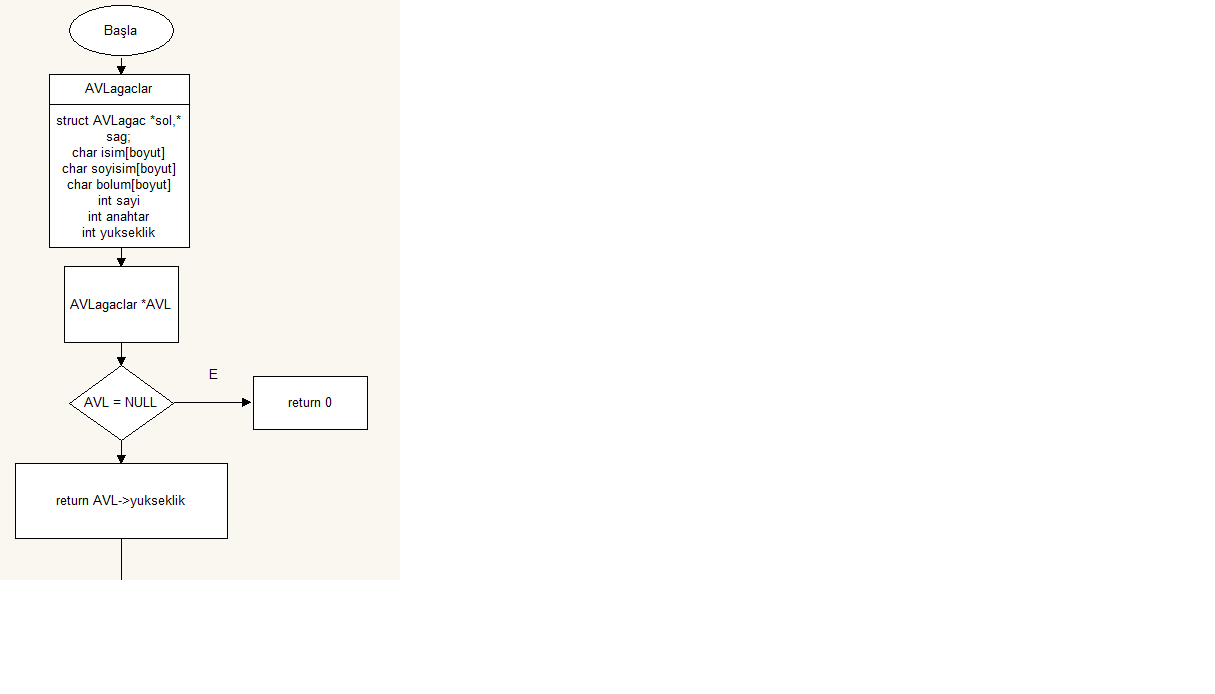 Başla
AVLagaclar
struct AVLagac *sol,*
sag;
char isim[boyut]
char soyisim[boyut]
char bolum[boyut]
int sayi
int anahtar
int yukseklik
AVLagaclar *AVL
E
AVL = NULL
return 0
return AVL->yukseklik